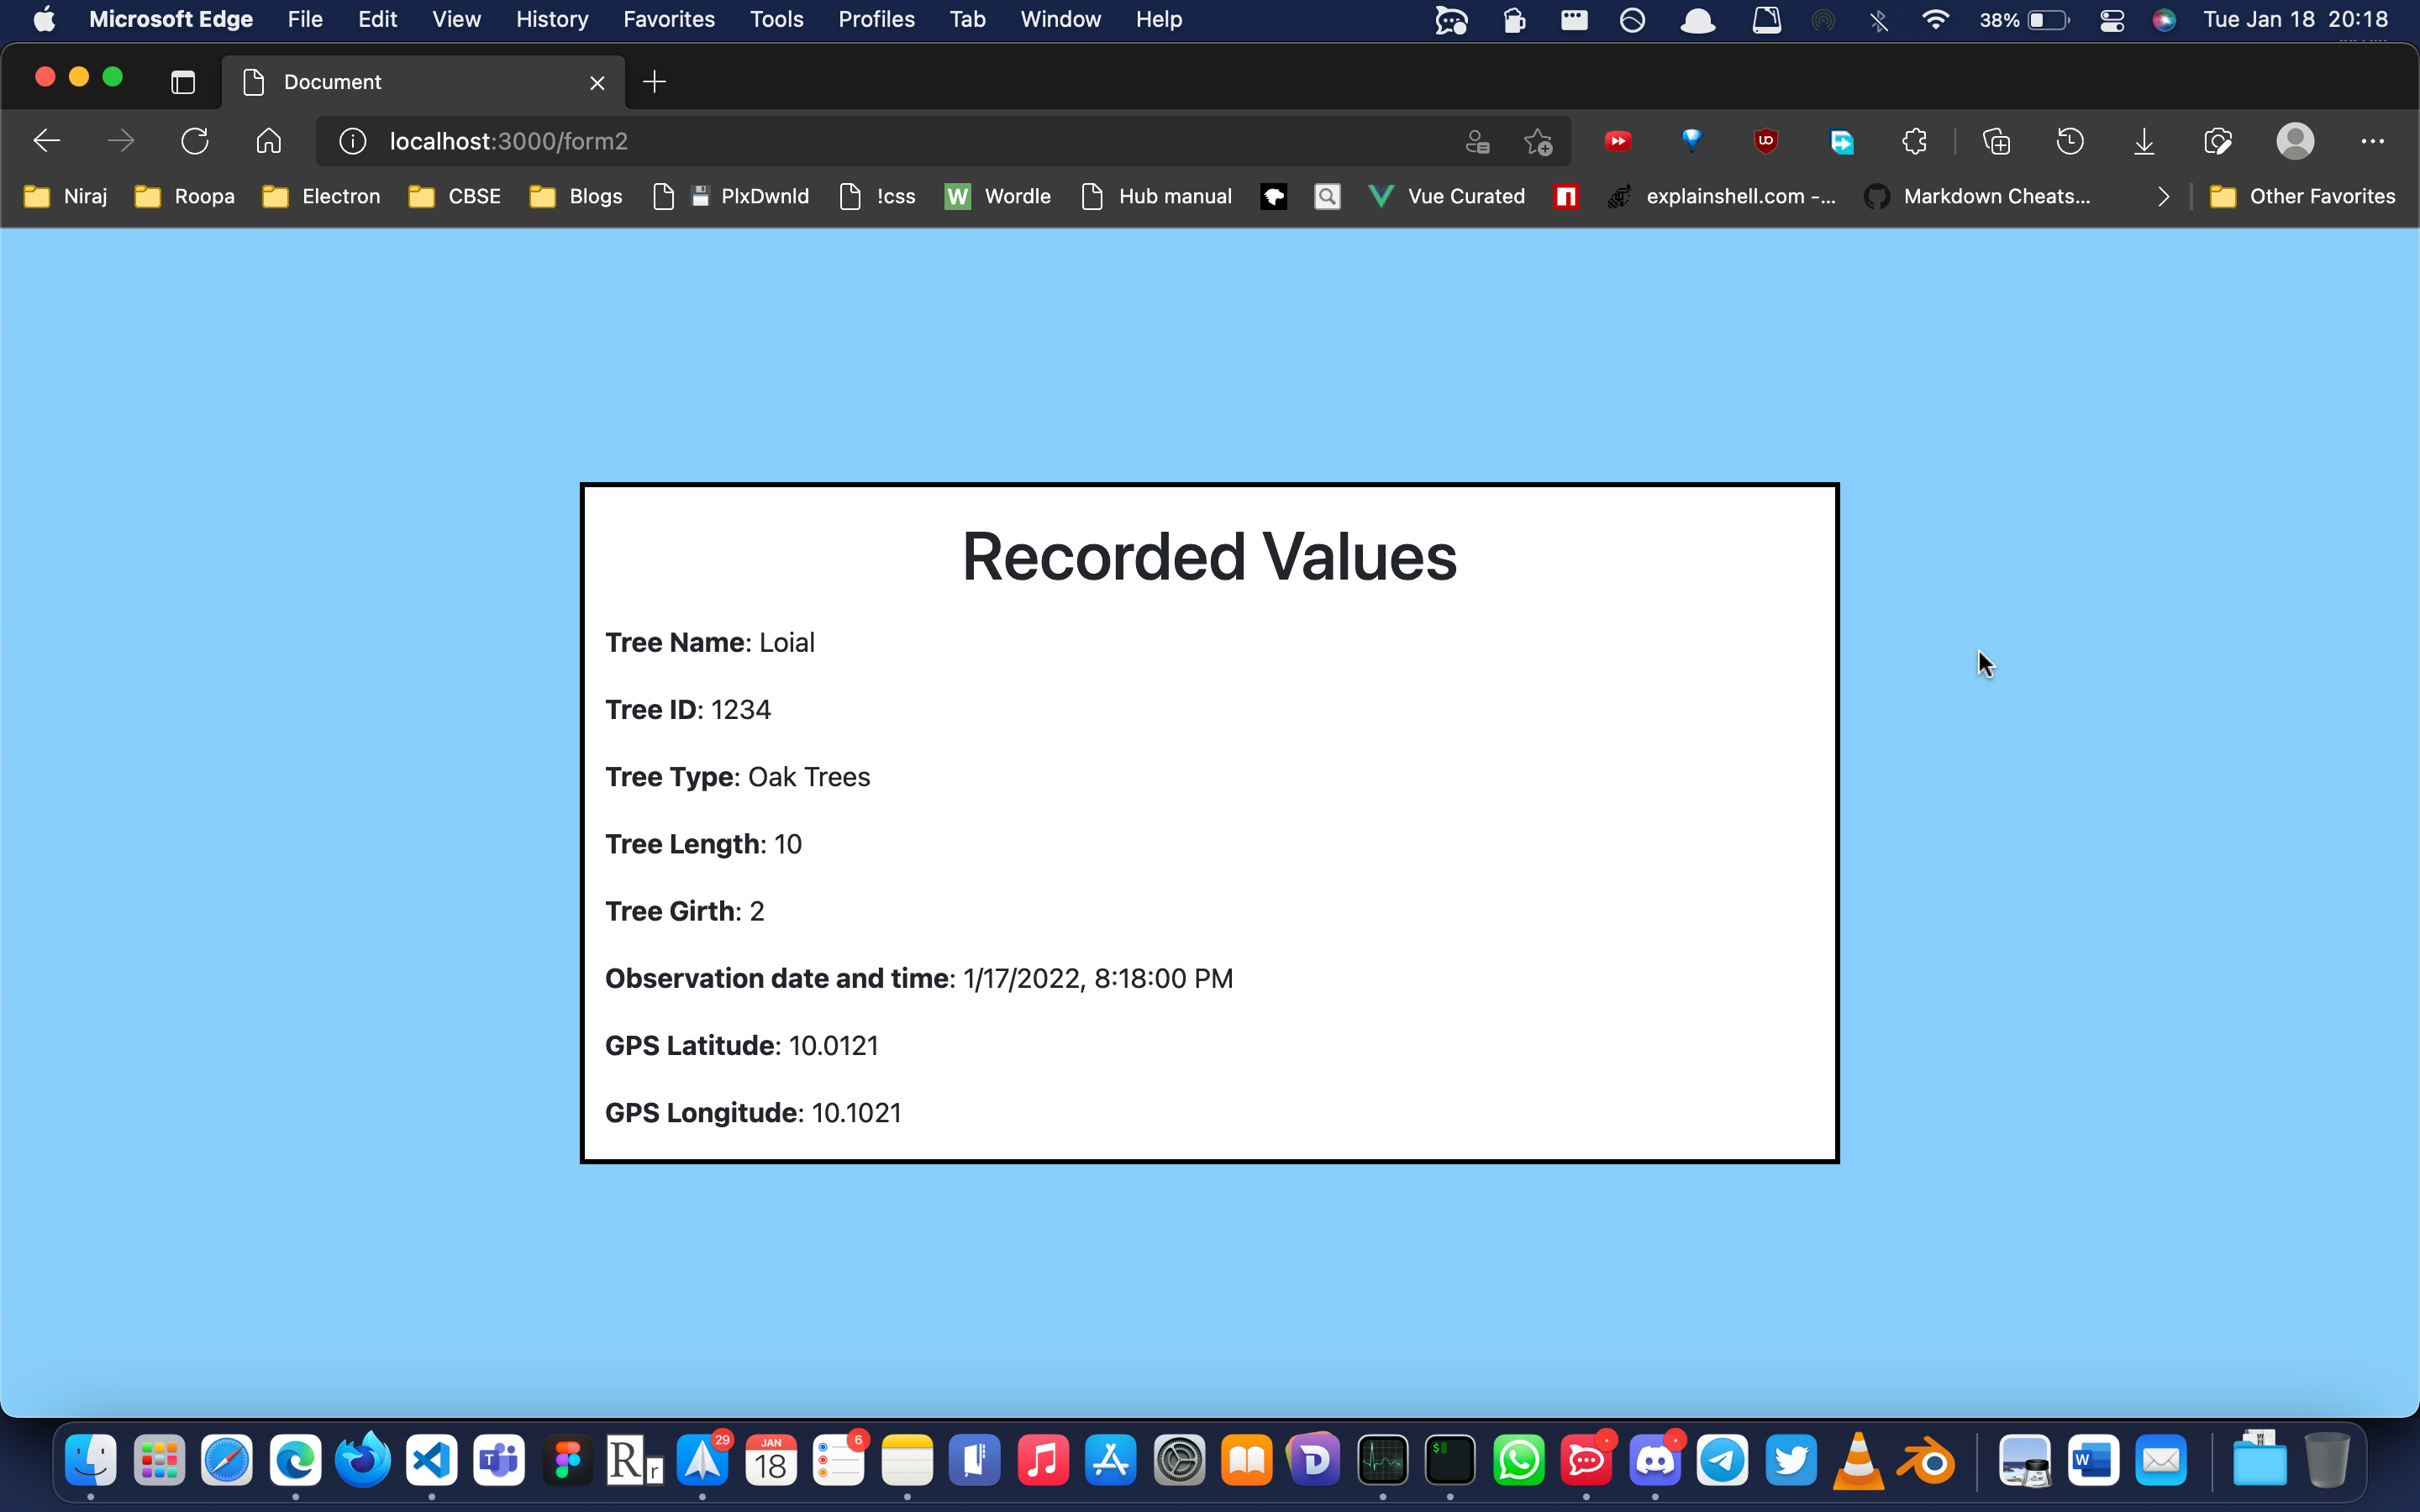 Microsoft Edge File Edit View History Favorites Tools Profiles Tab Window Help 38% Tue Jan 18 20:18
Document
localhost:3000/form2
Niraj Roopa Electron CBSE Blogs PlxDwnld !css W Wordle Hub manual Vue Curated n explainshell.com -... Markdown Cheats... Other Favorites
Recorded Values
Tree Name: Loial
Tree ID: 1234
Tree Type: Oak Trees
Tree Length: 10
Tree Girth: 2
Observation date and time: 1/17/2022, 8:18:00 PM
GPS Latitude: 10.0121
GPS Longitude: 10.1021
29 JAN 6
T R r 18 D $ W